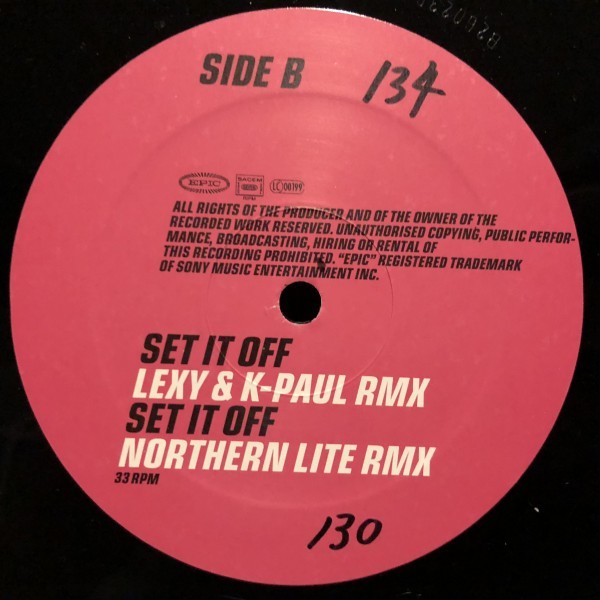 SIDE B
134
EPIC
SACEM
LC 00199
ALL RIGHTS OF THE PRODUCER AND OF THE OWNER OF THE
RECORDED WORK RESERVED. UNAUTHORISED COPYING, PUBLIC PERFOR-
MANCE, BROADCASTING, HIRING OR RENTAL OF
THIS RECORDING PROHIBITED. “EPIC” REGISTERED TRADEMARK
OF SONY MUSIC ENTERTAINMENT INC.
SET IT OFF
LEXY & K-PAUL RMX
SET IT OFF
NORTHERN LITE RMX
33 RPM
130